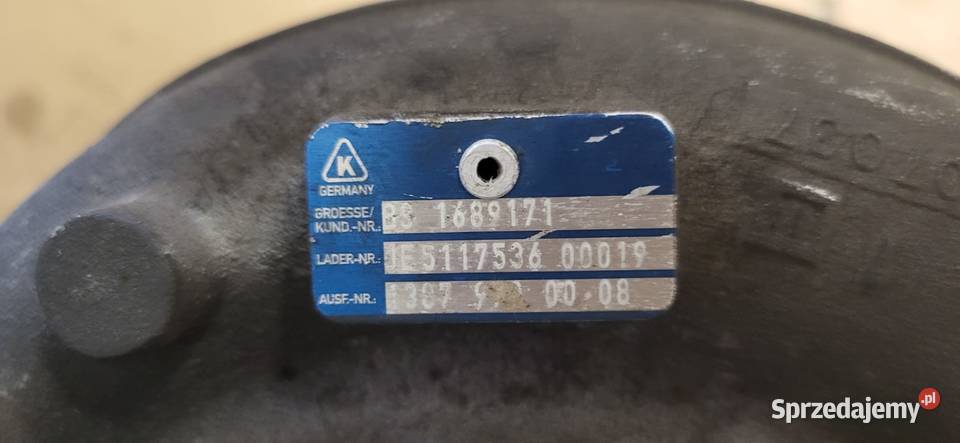 K
GERMANY
GROESSE/
KUND.-NR.: 1689171
LADER-NR.: 5117536 00019
AUSF.-NR.: 00-08
Sprzedajemy.pl